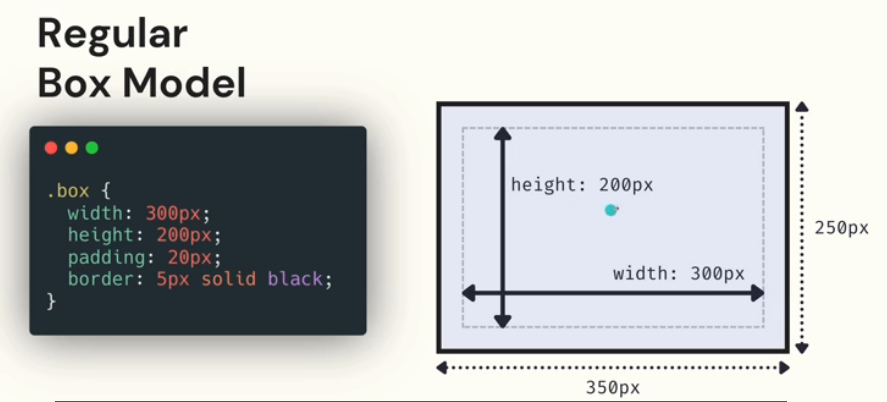 Regular
Box Model
.box {
  width: 300px;
  height: 200px;
  padding: 20px;
  border: 5px solid black;
}
height: 200px
width: 300px
250px
350px